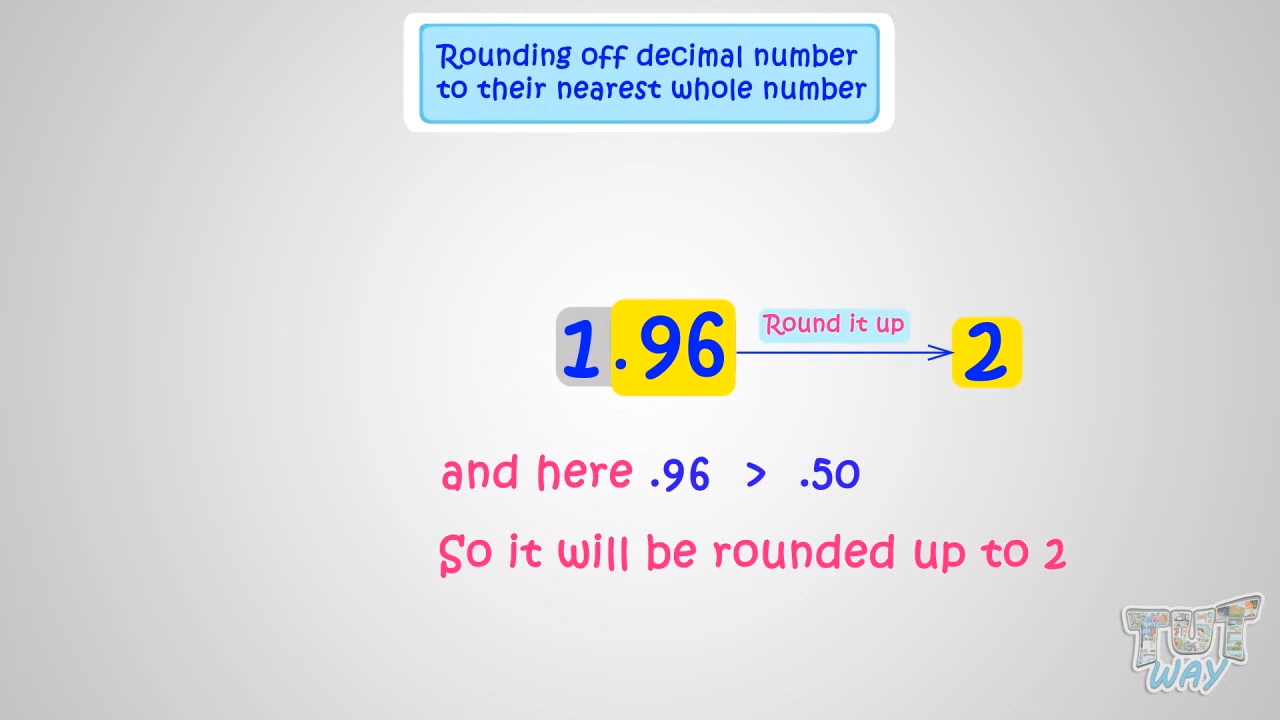 Rounding off decimal number
to their nearest whole number
1.96 Round it up 2
and here .96 > .50
So it will be rounded up to 2
TUT
WAY